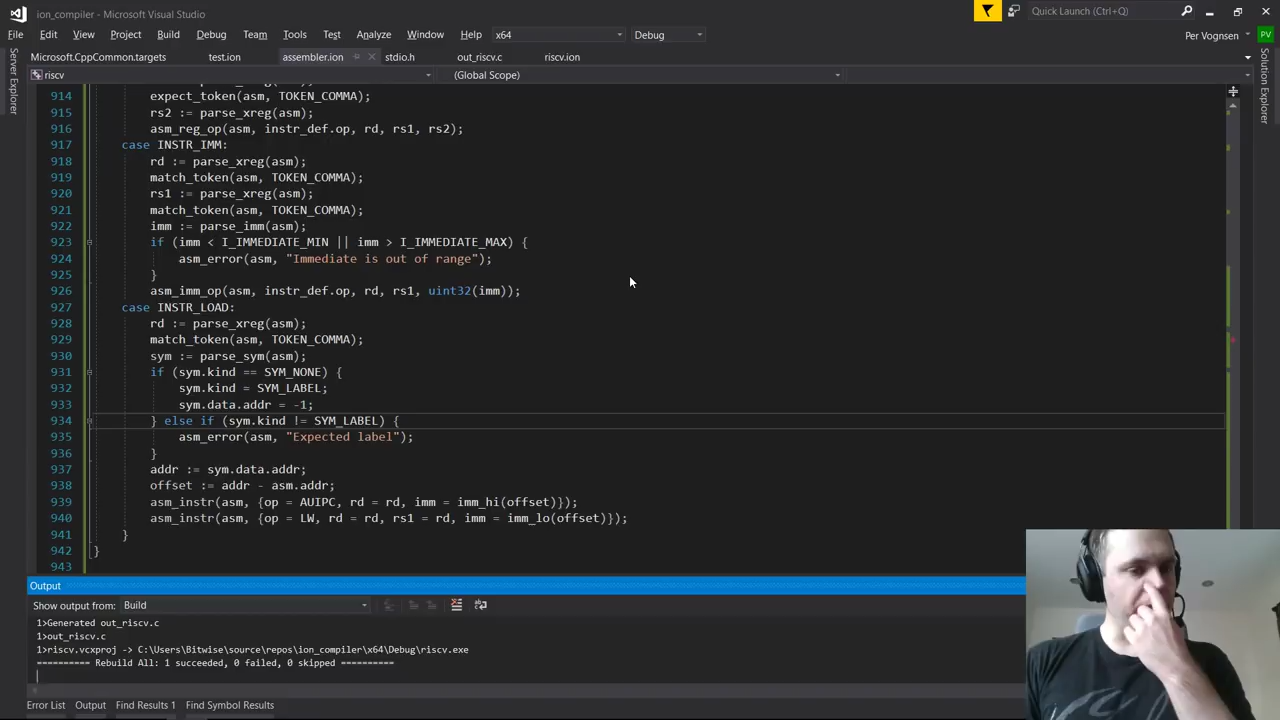 ion_compiler - Microsoft Visual Studio
Quick Launch (Ctrl+Q)
File Edit View Project Build Debug Team Tools Test Analyze Window Help x64 Debug Per Vognsen PV
Microsoft.CppCommon.targets test.ion assembler.ion stdio.h out_riscv.c riscv.ion
riscv (Global Scope)
Server Explorer
Solution Explorer
914 expect_token(asm, TOKEN_COMMA);
915 rs2 := parse_xreg(asm);
916 asm_reg_op(asm, instr_def.op, rd, rs1, rs2);
917 case INSTR_IMM:
918 rd := parse_xreg(asm);
919 match_token(asm, TOKEN_COMMA);
920 rs1 := parse_xreg(asm);
921 match_token(asm, TOKEN_COMMA);
922 imm := parse_imm(asm);
923 if (imm < I_IMMEDIATE_MIN || imm > I_IMMEDIATE_MAX) {
924 asm_error(asm, "Immediate is out of range");
925 }
926 asm_imm_op(asm, instr_def.op, rd, rs1, uint32(imm));
927 case INSTR_LOAD:
928 rd := parse_xreg(asm);
929 match_token(asm, TOKEN_COMMA);
930 sym := parse_sym(asm);
931 if (sym.kind == SYM_NONE) {
932 sym.kind = SYM_LABEL;
933 sym.data.addr = -1;
934 } else if (sym.kind != SYM_LABEL) {
935 asm_error(asm, "Expected label");
936 }
937 addr := sym.data.addr;
938 offset := addr - asm.addr;
939 asm_instr(asm, {op = AUIPC, rd = rd, imm = imm_hi(offset)});
940 asm_instr(asm, {op = LW, rd = rd, rs1 = rd, imm = imm_lo(offset)});
941 }
942 }
943
Output
Show output from: Build
1>Generated out_riscv.c
1>out_riscv.c
1>riscv.vcxproj -> C:\Users\Bitwise\source\repos\ion_compiler\x64\Debug\riscv.exe
========== Rebuild All: 1 succeeded, 0 failed, 0 skipped ==========
Error List Output Find Results 1 Find Symbol Results